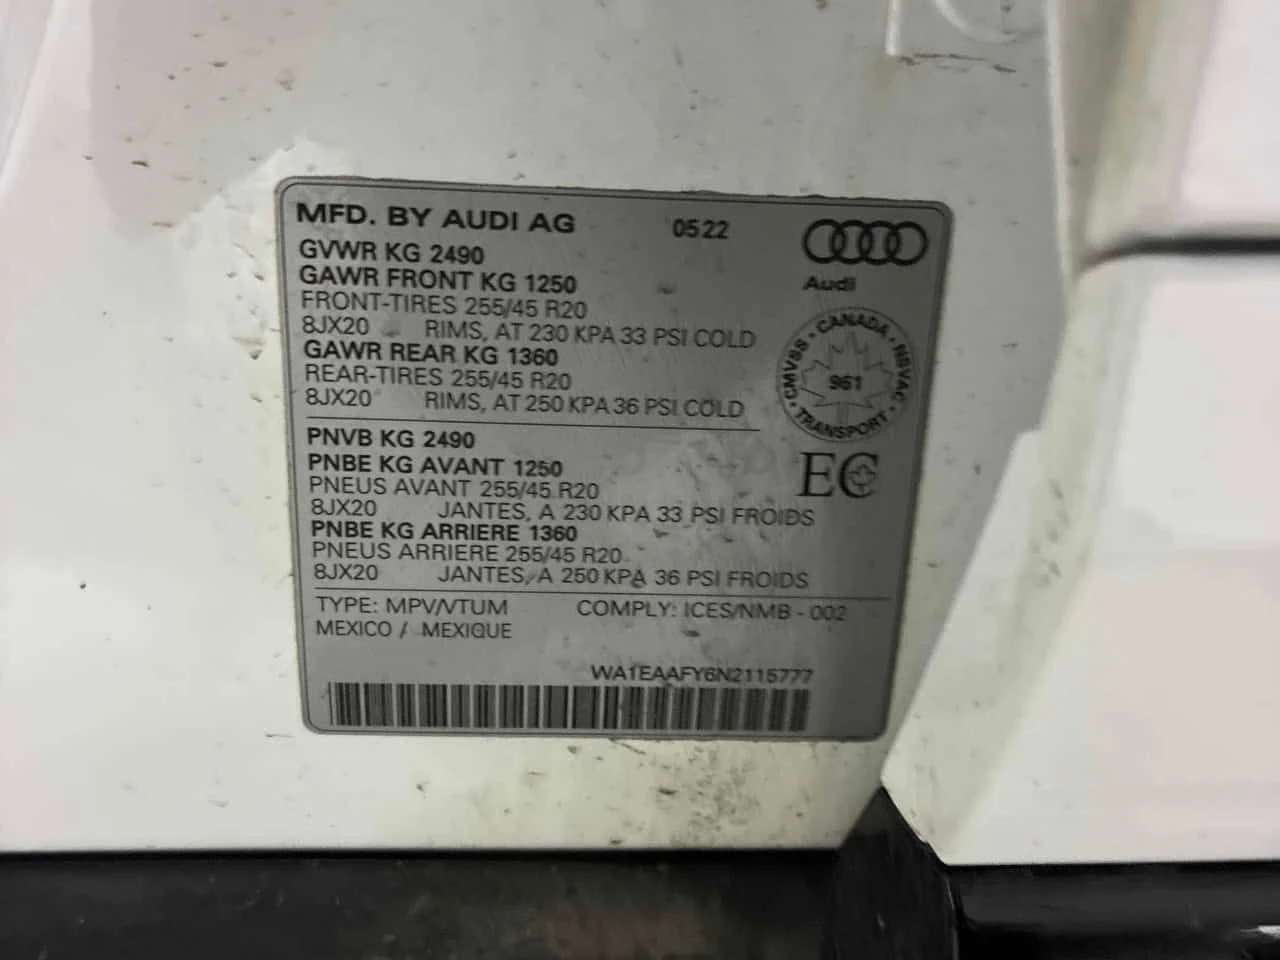 MFD. BY AUDI AG 0522
GVWR KG 2490
GAWR FRONT KG 1250
Audi
FRONT-TIRES 255/45 R20
8JX20 RIMS, AT 230 KPA 33 PSI COLD
GAWR REAR KG 1360
REAR-TIRES 255/45 R20
8JX20 RIMS, AT 250 KPA 36 PSI COLD
CANADA · NSVAC · TRANSPORT · CMVSS ·
961
PNVB KG 2490
PNBE KG AVANT 1250
EC
PNEUS AVANT 255/45 R20
8JX20 JANTES, A 230 KPA 33 PSI FROIDS
PNBE KG ARRIERE 1360
PNEUS ARRIERE 255/45 R20
8JX20 JANTES, A 250 KPA 36 PSI FROIDS
TYPE: MPV/VTUM COMPLY: ICES/NMB - 002
MEXICO / MEXIQUE
WA1EAAFY6N2115777